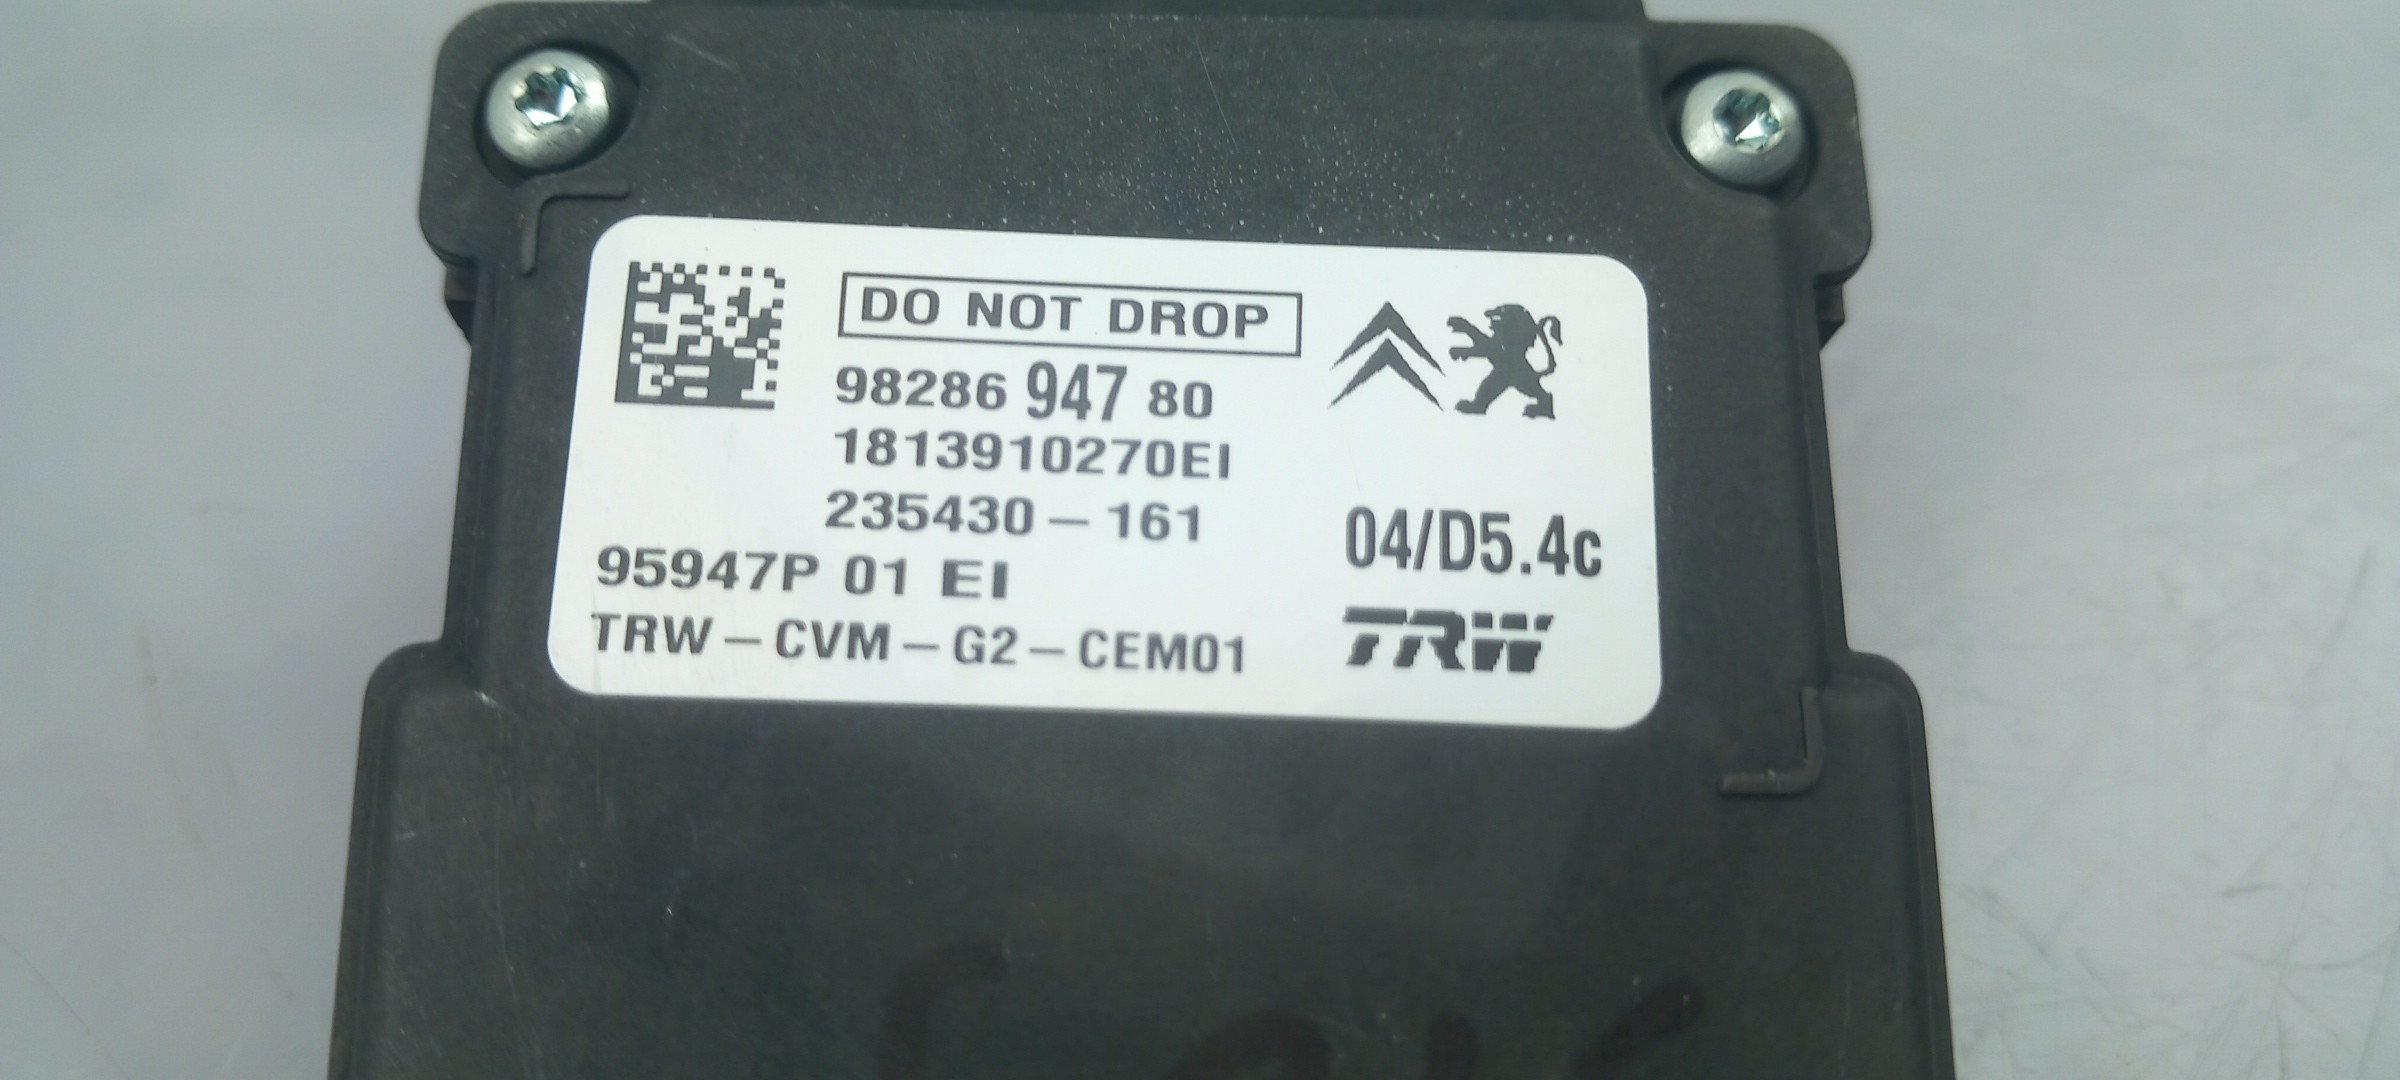 DO NOT DROP
98286 947 80
1813910270EI
235430-161
04/D5.4c
95947P 01 EI
TRW-CVM-G2-CEM01
TRW